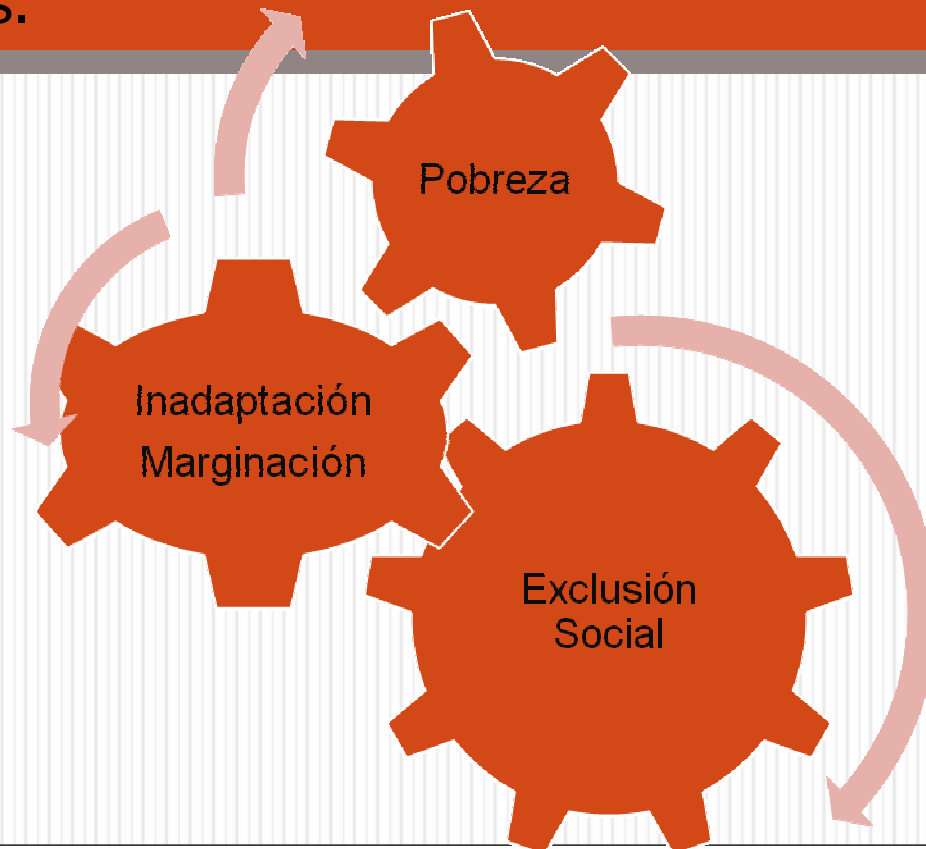 s.
Pobreza
Inadaptación
Marginación
Exclusión
Social